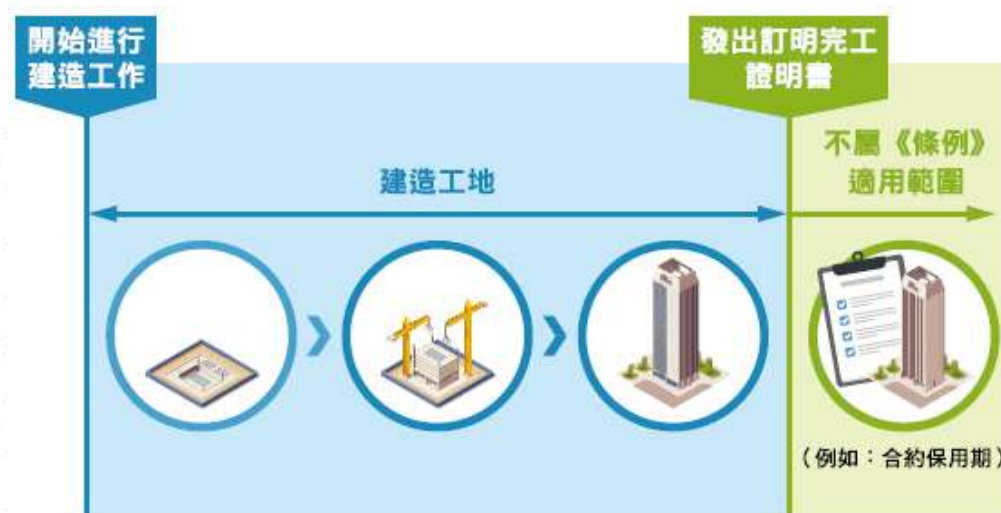 開始進行
建造工作
發出訂明完工
證明書
建造工地
不屬《條例》
適用範圍
（例如：合約保用期）